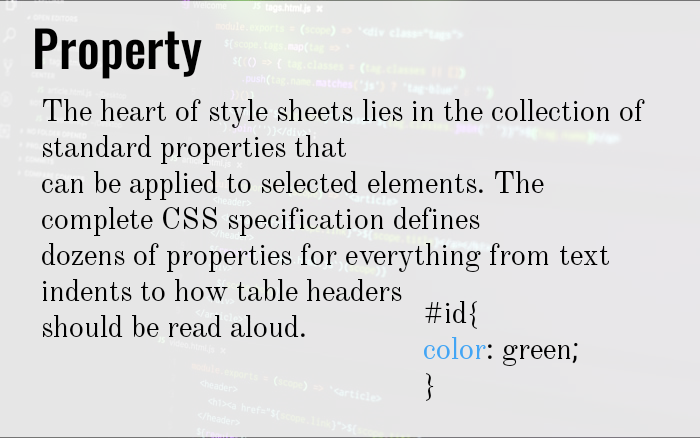 Property
The heart of style sheets lies in the collection of
standard properties that
can be applied to selected elements. The
complete CSS specification defines
dozens of properties for everything from text
indents to how table headers
should be read aloud.
#id{
color: green;
}